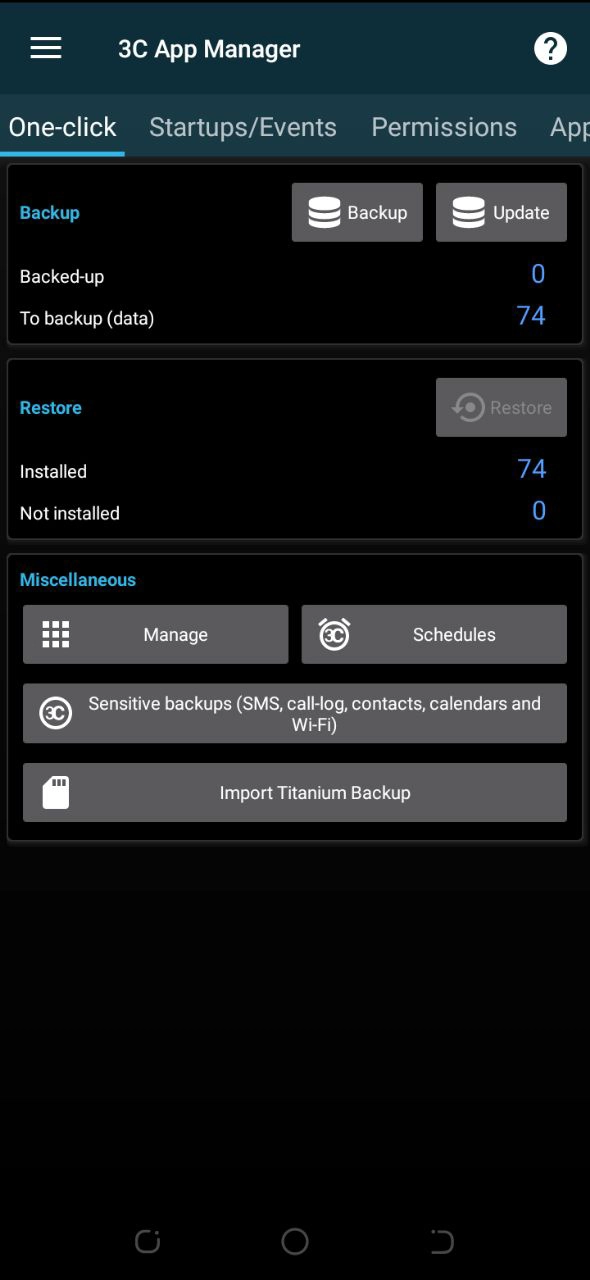 3C App Manager
?
One-click Startups/Events Permissions App
Backup Backup Update
Backed-up 0
To backup (data) 74
Restore Restore
Installed 74
Not installed 0
Miscellaneous
Manage 3C Schedules
3C Sensitive backups (SMS, call-log, contacts, calendars and
Wi-Fi)
Import Titanium Backup